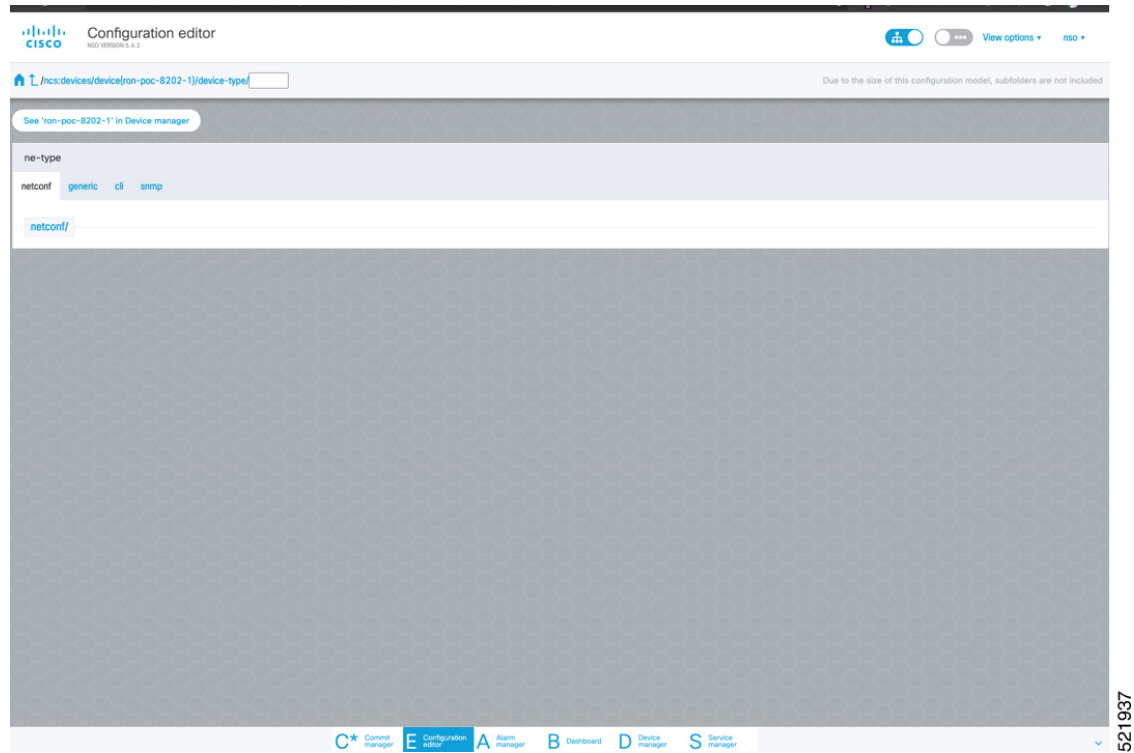 CISCO
Configuration editor
NSO VERSION:5.4.2
View options
nso
/ncs:devices/device{ron-poc-8202-1}/device-type/
Due to the size of this configuration model, subfolders are not included
See 'ron-poc-8202-1' in Device manager
ne-type
netconf generic cli snmp
netconf/
C* Commit manager
E Configuration editor
A Alarm manager
B Dashboard
D Device manager
S Service manager
521937